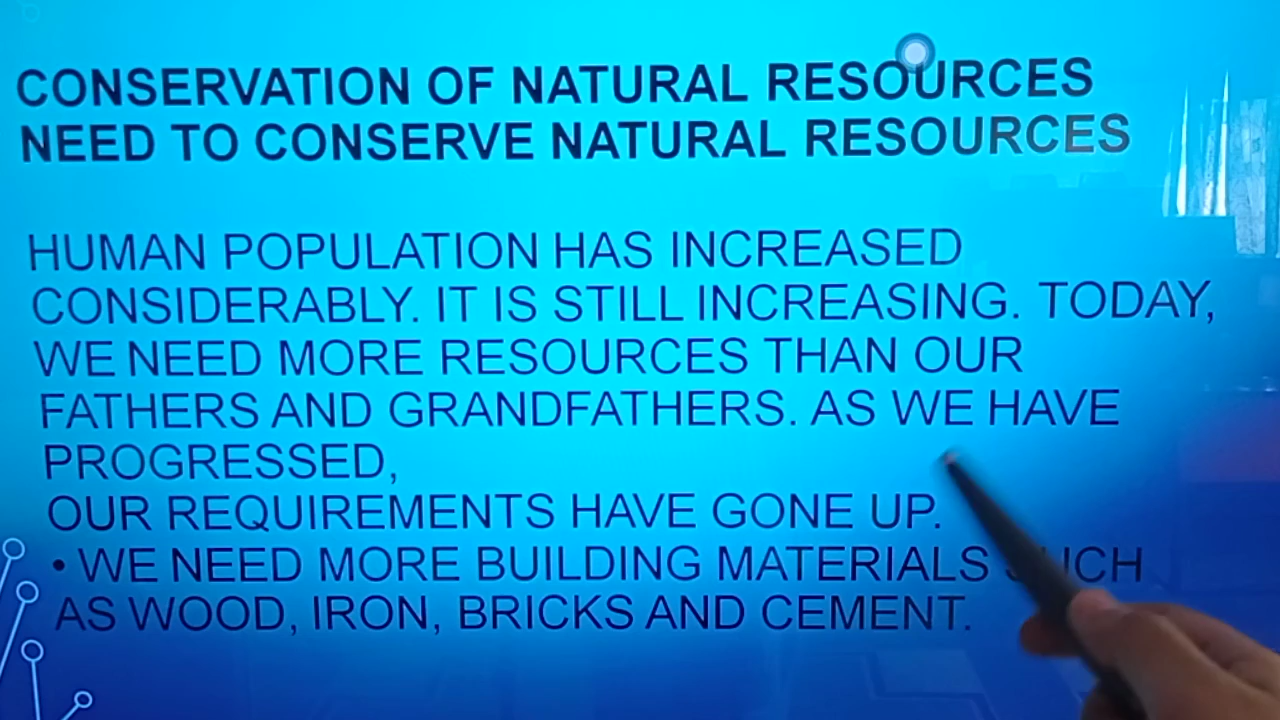 CONSERVATION OF NATURAL RESOURCES
NEED TO CONSERVE NATURAL RESOURCES
HUMAN POPULATION HAS INCREASED
CONSIDERABLY. IT IS STILL INCREASING. TODAY,
WE NEED MORE RESOURCES THAN OUR
FATHERS AND GRANDFATHERS. AS WE HAVE
PROGRESSED,
OUR REQUIREMENTS HAVE GONE UP.
• WE NEED MORE BUILDING MATERIALS SUCH
AS WOOD, IRON, BRICKS AND CEMENT.